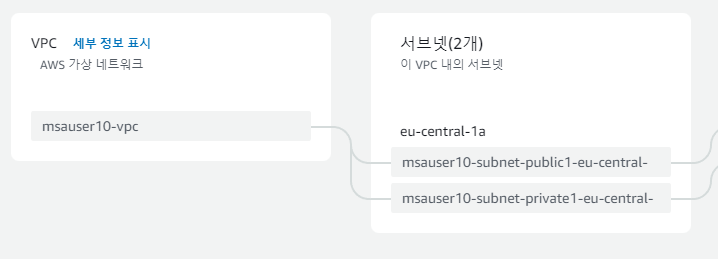 VPC 세부 정보 표시
AWS 가상 네트워크
msauser10-vpc
서브넷(2개)
이 VPC 내의 서브넷
eu-central-1a
msauser10-subnet-public1-eu-central-
msauser10-subnet-private1-eu-central-